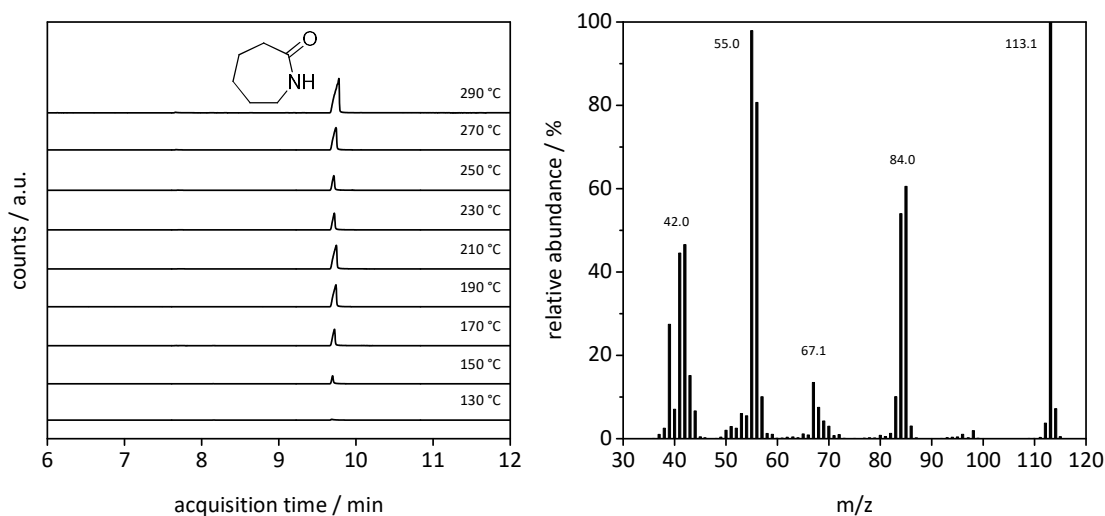 O
NH
290 °C
270 °C
250 °C
230 °C
210 °C
190 °C
170 °C
150 °C
130 °C
counts / a.u.
6 7 8 9 10 11 12
acquisition time / min
100
80
60
40
20
0
relative abundance / %
55.0
113.1
84.0
42.0
67.1
30 40 50 60 70 80 90 100 110 120
m/z